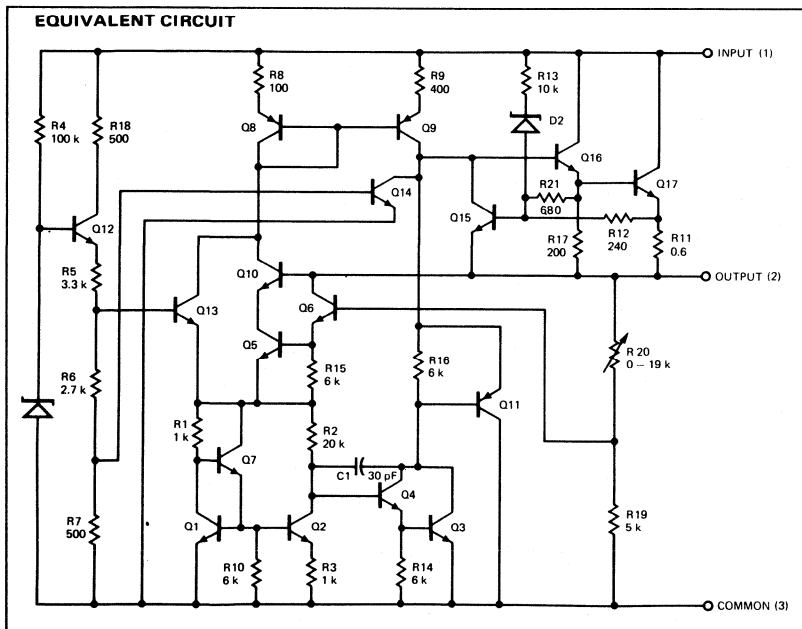 EQUIVALENT CIRCUIT
INPUT (1)
R8
100
R9
400
R13
10 k
R4
100 k
R18
500
D2
Q8
Q9
Q16
Q14
R21
680
Q17
Q12
Q15
R17
200
R12
240
R11
0.6
R5
3.3 k
Q10
OUTPUT (2)
Q13
Q6
Q5
R16
6 k
R 20
0 – 19 k
R15
6 k
R6
2.7 k
Q11
R1
1 k
R2
20 k
Q7
C1
30 pF
Q4
R7
500
Q1
Q2
Q3
R19
5 k
R10
6 k
R3
1 k
R14
6 k
COMMON (3)